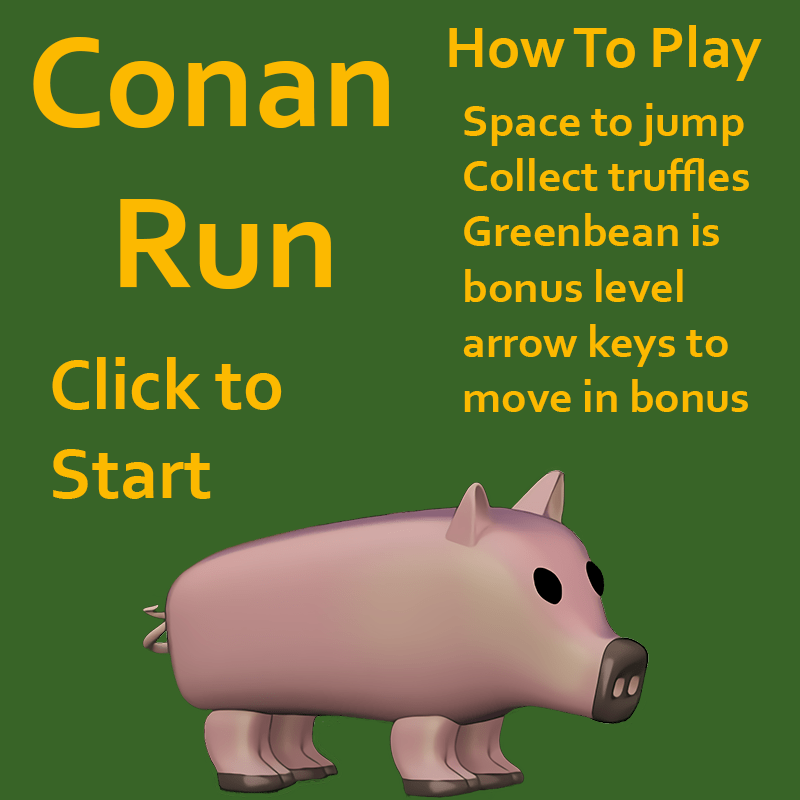 Conan
Run
Click to
Start
How To Play
Space to jump
Collect truffles
Greenbean is
bonus level
arrow keys to
move in bonus